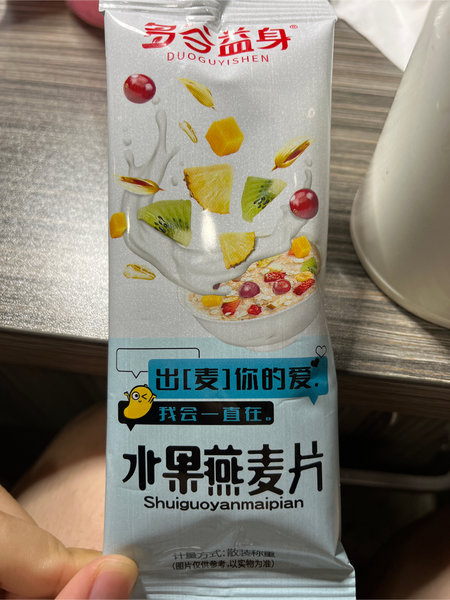 多谷益身®
DUOGUYISHEN
出[麦]你的爱,
我会一直在。
水果燕麦片
Shuiguoyanmaipian
计量方式:散装称重
(图片仅供参考,以实物为准)